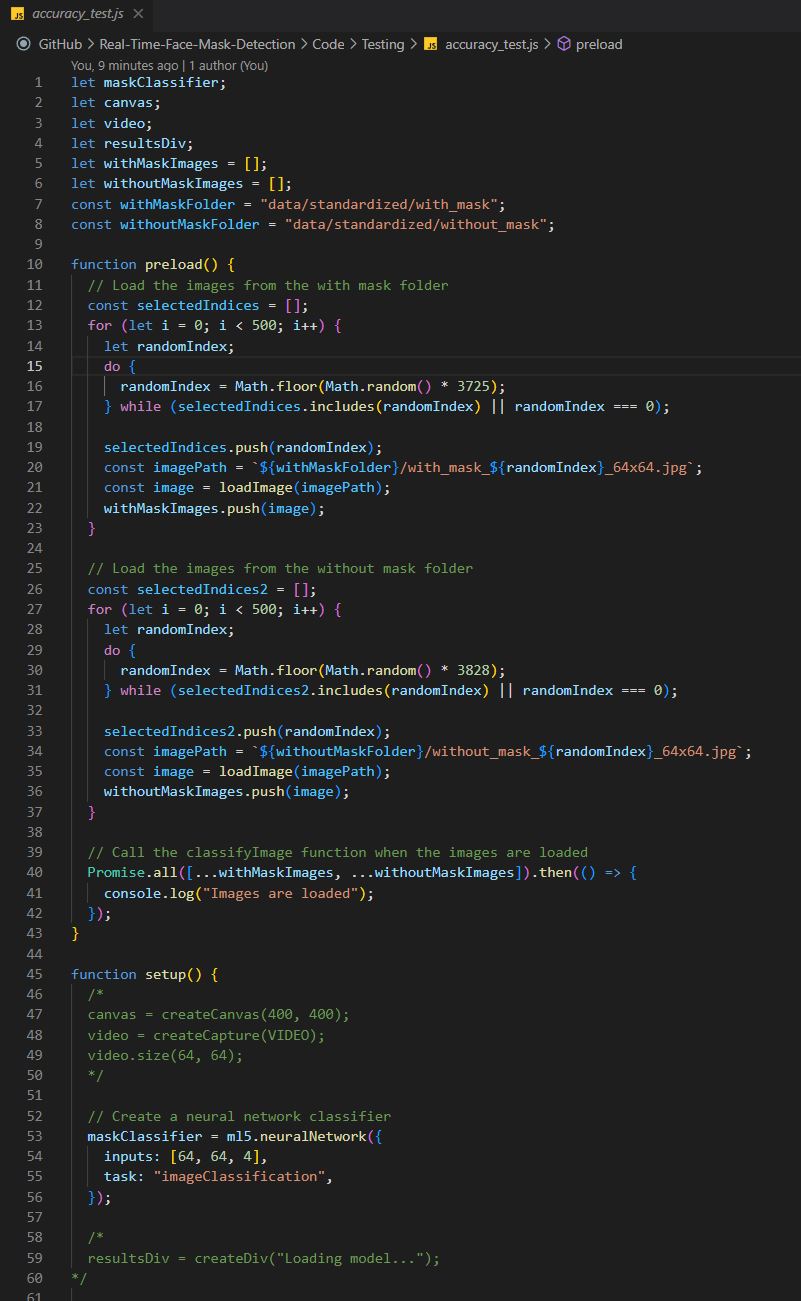 JS accuracy_test.js ×
GitHub > Real-Time-Face-Mask-Detection > Code > Testing > JS accuracy_test.js > preload
You, 9 minutes ago | 1 author (You)
1 let maskClassifier;
2 let canvas;
3 let video;
4 let resultsDiv;
5 let withMaskImages = [];
6 let withoutMaskImages = [];
7 const withMaskFolder = "data/standardized/with_mask";
8 const withoutMaskFolder = "data/standardized/without_mask";
9
10 function preload() {
11   // Load the images from the with mask folder
12   const selectedIndices = [];
13   for (let i = 0; i < 500; i++) {
14     let randomIndex;
15     do {
16       randomIndex = Math.floor(Math.random() * 3725);
17     } while (selectedIndices.includes(randomIndex) || randomIndex === 0);
18
19     selectedIndices.push(randomIndex);
20     const imagePath = `${withMaskFolder}/with_mask_${randomIndex}_64x64.jpg`;
21     const image = loadImage(imagePath);
22     withMaskImages.push(image);
23   }
24
25   // Load the images from the without mask folder
26   const selectedIndices2 = [];
27   for (let i = 0; i < 500; i++) {
28     let randomIndex;
29     do {
30       randomIndex = Math.floor(Math.random() * 3828);
31     } while (selectedIndices2.includes(randomIndex) || randomIndex === 0);
32
33     selectedIndices2.push(randomIndex);
34     const imagePath = `${withoutMaskFolder}/without_mask_${randomIndex}_64x64.jpg`;
35     const image = loadImage(imagePath);
36     withoutMaskImages.push(image);
37   }
38
39   // Call the classifyImage function when the images are loaded
40   Promise.all([...withMaskImages, ...withoutMaskImages]).then(() => {
41     console.log("Images are loaded");
42   });
43 }
44
45 function setup() {
46   /*
47   canvas = createCanvas(400, 400);
48   video = createCapture(VIDEO);
49   video.size(64, 64);
50   */
51
52   // Create a neural network classifier
53   maskClassifier = ml5.neuralNetwork({
54     inputs: [64, 64, 4],
55     task: "imageClassification",
56   });
57
58   /*
59   resultsDiv = createDiv("Loading model...");
60 */
61